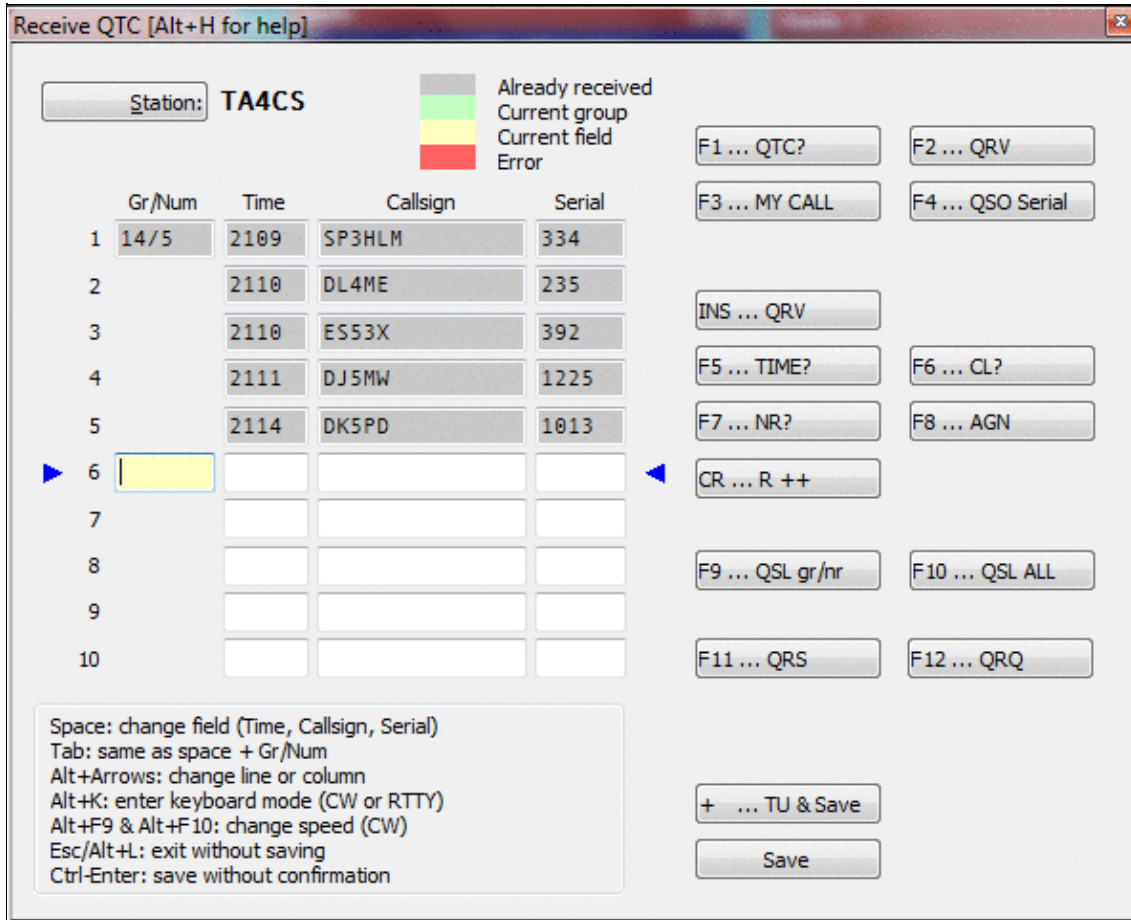 Receive QTC [Alt+H for help]
Station: TA4CS
Already received
Current group
Current field
Error
F1 ... QTC? F2 ... QRV
F3 ... MY CALL F4 ... QSO Serial
Gr/Num Time Callsign Serial
1 14/5 2109 SP3HLM 334
2 2110 DL4ME 235
3 2110 ES53X 392
4 2111 DJ5MW 1225
5 2114 DK5PD 1013
6
7
8
9
10
INS ... QRV
F5 ... TIME? F6 ... CL?
F7 ... NR? F8 ... AGN
CR ... R ++
F9 ... QSL gr/nr F10 ... QSL ALL
F11 ... QRS F12 ... QRQ
Space: change field (Time, Callsign, Serial)
Tab: same as space + Gr/Num
Alt+Arrows: change line or column
Alt+K: enter keyboard mode (CW or RTTY)
Alt+F9 & Alt+F10: change speed (CW)
Esc/Alt+L: exit without saving
Ctrl-Enter: save without confirmation
+ ... TU & Save
Save